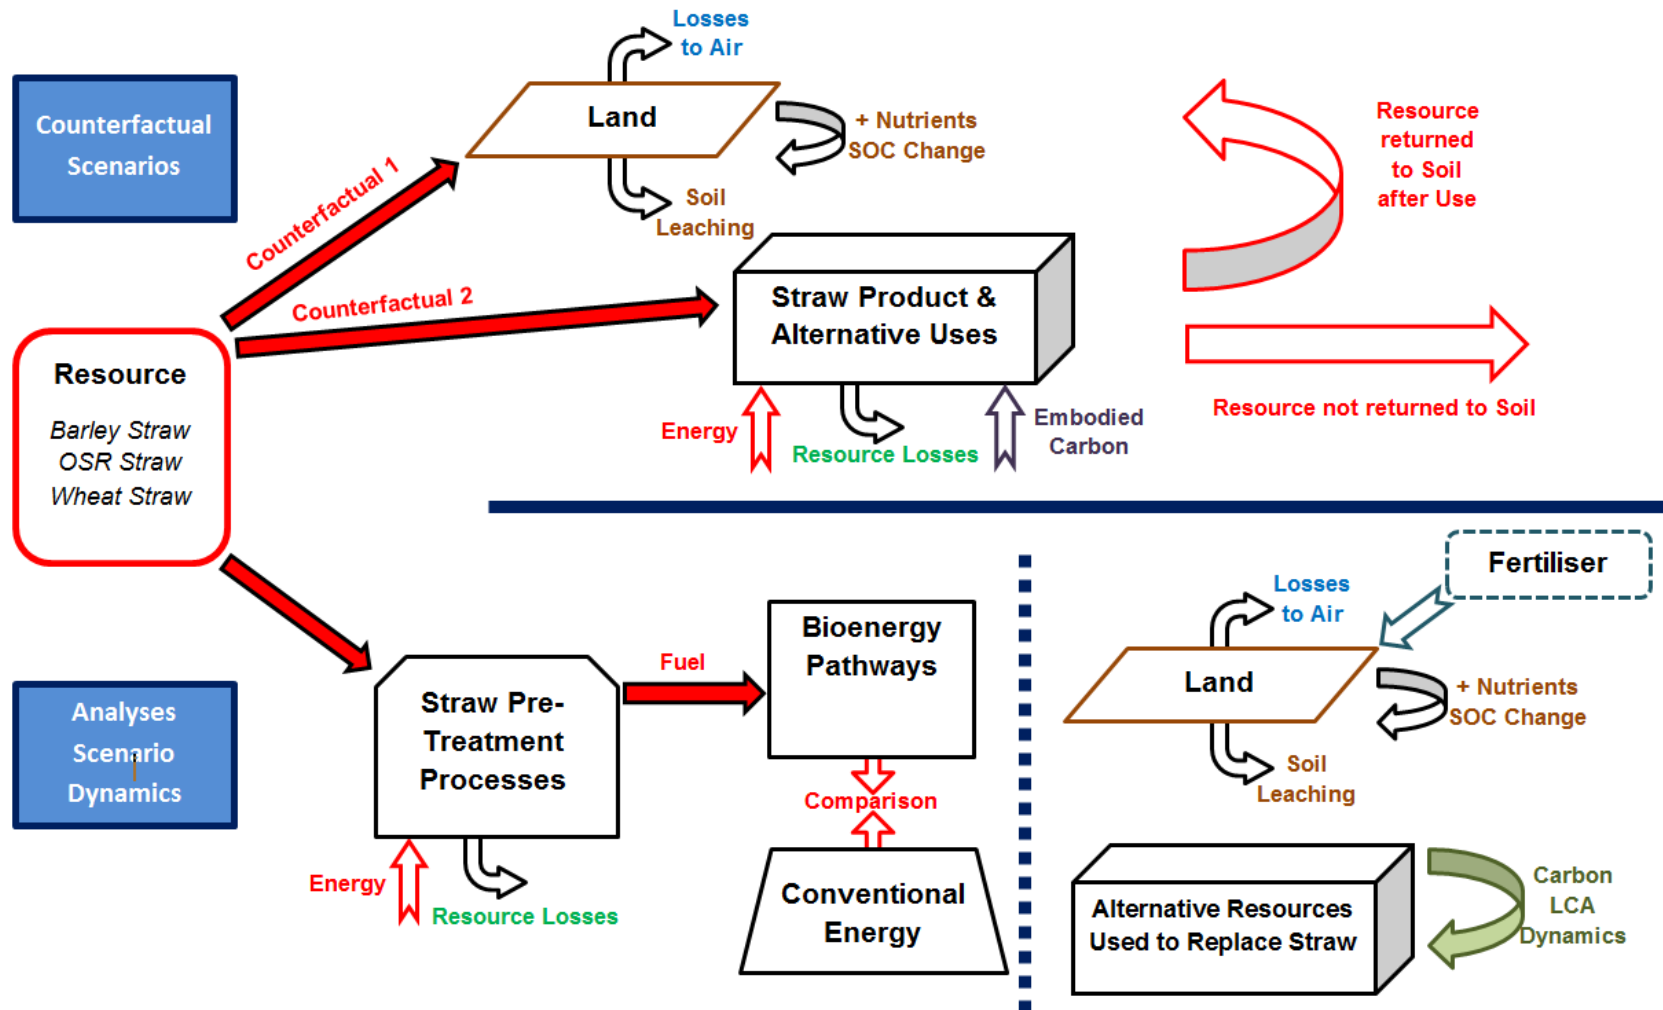 Counterfactual
Scenarios
Losses
to Air
Land
+ Nutrients
SOC Change
Soil
Leaching
Counterfactual 1
Counterfactual 2
Resource
returned
to Soil
after Use
Straw Product &
Alternative Uses
Resource not returned to Soil
Energy
Resource Losses
Embodied
Carbon
Resource
Barley Straw
OSR Straw
Wheat Straw
Analyses
Scenario
Dynamics
Straw Pre-
Treatment
Processes
Energy
Resource Losses
Fuel
Bioenergy
Pathways
Comparison
Conventional
Energy
Fertiliser
Losses
to Air
Land
+ Nutrients
SOC Change
Soil
Leaching
Alternative Resources
Used to Replace Straw
Carbon
LCA
Dynamics